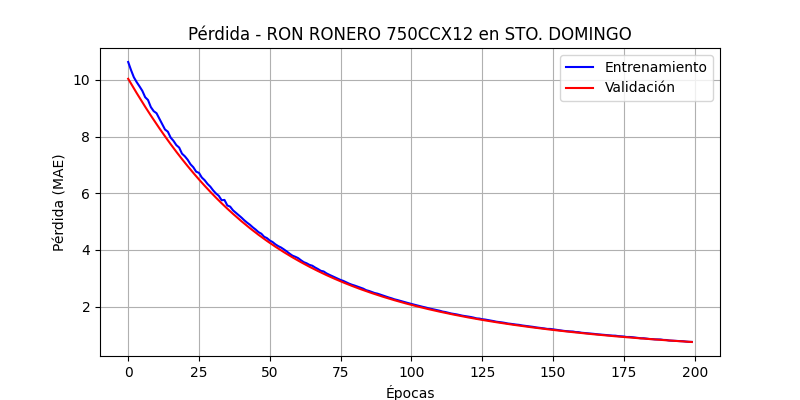 Pérdida - RON RONERO 750CCX12 en STO. DOMINGO
Entrenamiento
Validación
Pérdida (MAE)
10
8
6
4
2
0 25 50 75 100 125 150 175 200
Épocas